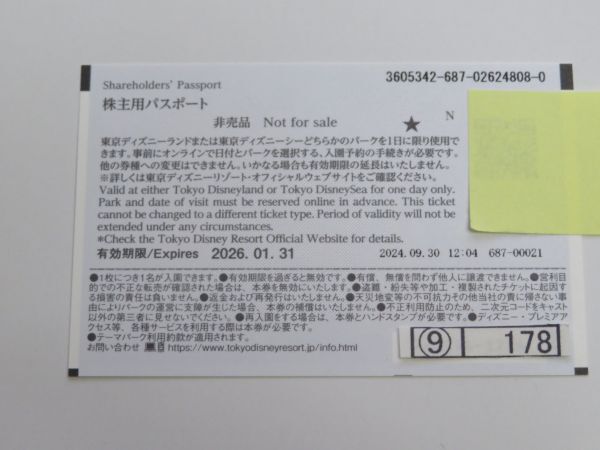 3605342-687-02624808-0
Shareholders' Passport
株主用パスポート
非売品 Not for sale ★ N
東京ディズニーランドまたは東京ディズニーシーどちらかのパークを1日に限り使用で
きます。事前にオンラインで日付とパークを選択する、入園予約の手続きが必要です。
他の券種への変更はできません。いかなる場合も有効期限の延長はいたしません。
※詳しくは東京ディズニーリゾート・オフィシャルウェブサイトをご確認ください。
Valid at either Tokyo Disneyland or Tokyo DisneySea for one day only.
Park and date of visit must be reserved online in advance. This ticket
cannot be changed to a different ticket type. Period of validity will not be
extended under any circumstances.
*Check the Tokyo Disney Resort Official Website for details.
有効期限/Expires 2026.01.31 2024.09.30 12:04 687-00021
●1枚につき1名が入園できます。●有効期限を過ぎると無効です。●有償、無償を問わず他人に譲渡できません。●営利目
的での不正な転売が確認された場合は、本券を無効にいたします。●盗難・紛失等や加工・複製されたチケットに起因す
る損害の責任は負いません。●返金および再発行はいたしません。●天災地変等の不可抗力その他当社の責に帰さない事
由によりパークの運営に支障が生じた場合、本券の補償はいたしません。●不正利用防止のため、二次元コードをキャスト
以外の第三者に見せないでください。●再入園をする場合は、本券とハンドスタンプが必要です。●ディズニー・プレミアア
クセス等、各種サービスを利用する際は本券が必要です。
●テーマパーク利用約款が適用されます。
お問い合わせ https://www.tokyodisneyresort.jp/info.html
⑨ 178